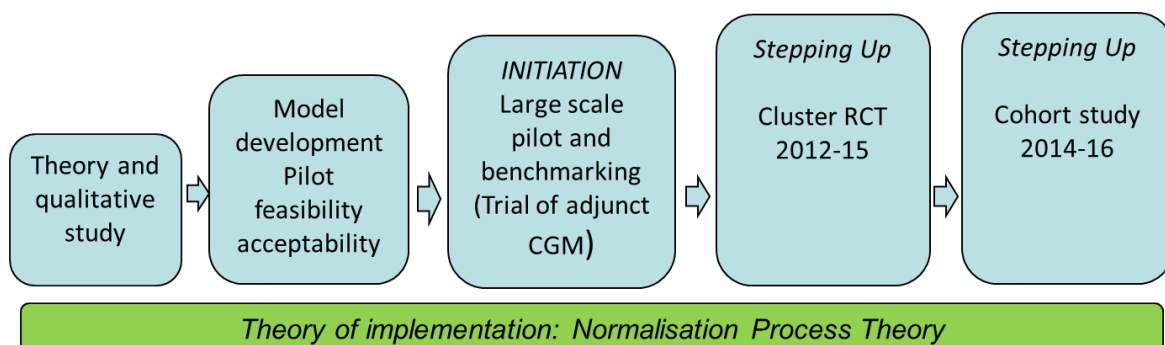 Theory and
qualitative
study
Model
development
Pilot
feasibility
acceptability
INITIATION
Large scale
pilot and
benchmarking
(Trial of adjunct
CGM)
Stepping Up
Cluster RCT
2012-15
Stepping Up
Cohort study
2014-16
Theory of implementation: Normalisation Process Theory